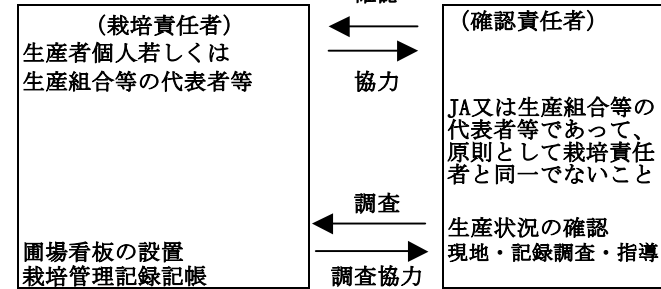 （栽培責任者）
生産者個人若しくは
生産組合等の代表者等
圃場看板の設置
栽培管理記録記帳
協力
調査
調査協力
（確認責任者）
JA又は生産組合等の
代表者等であって、
原則として栽培責任
者と同一でないこと
生産状況の確認
現地・記録調査・指導